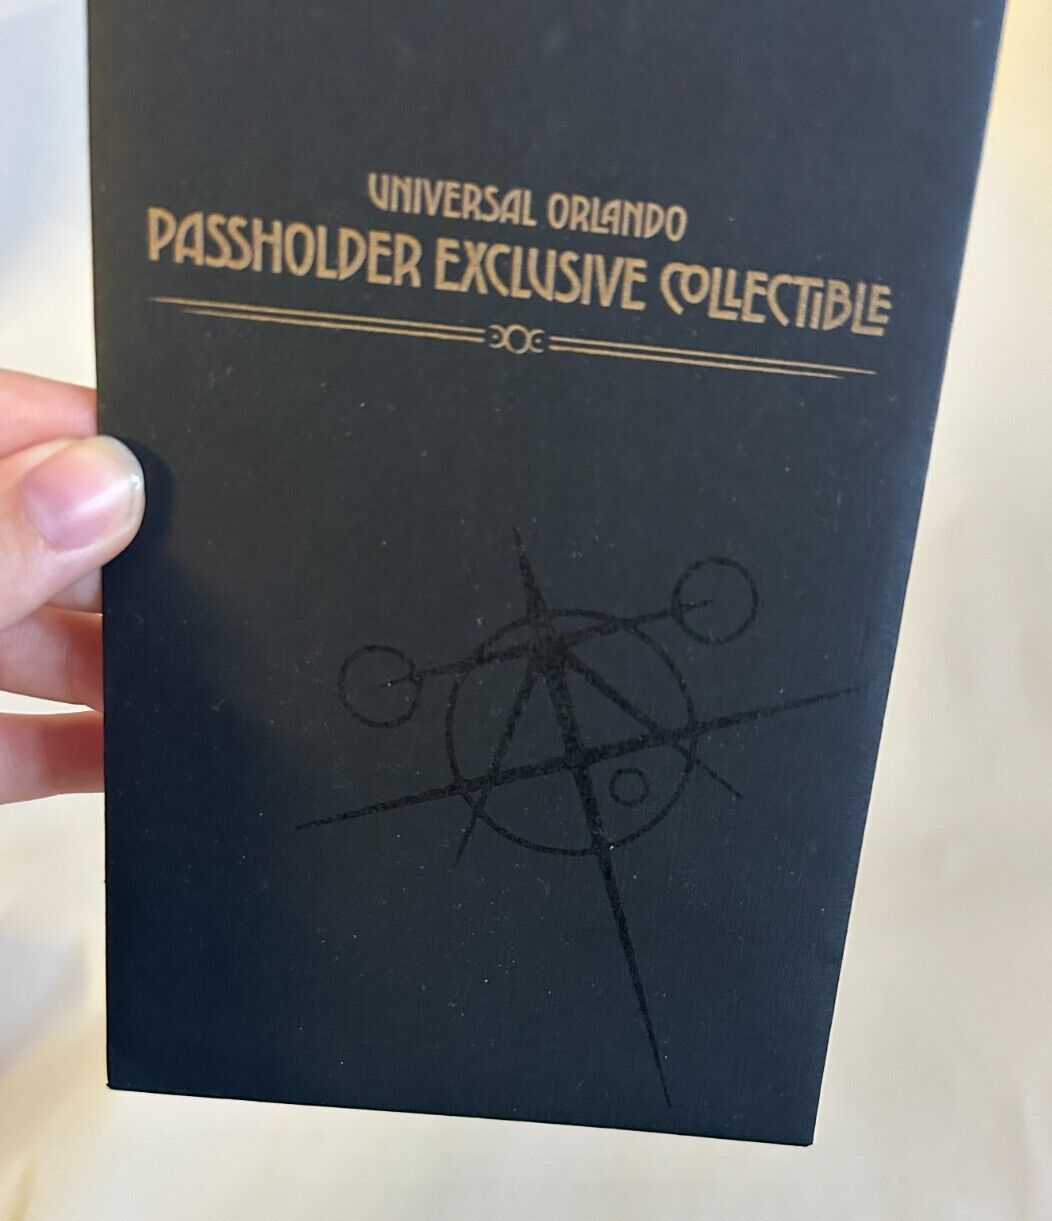 UNIVERSAL ORLANDO
PASSHOLDER EXCLUSIVE COLLECTiBLE